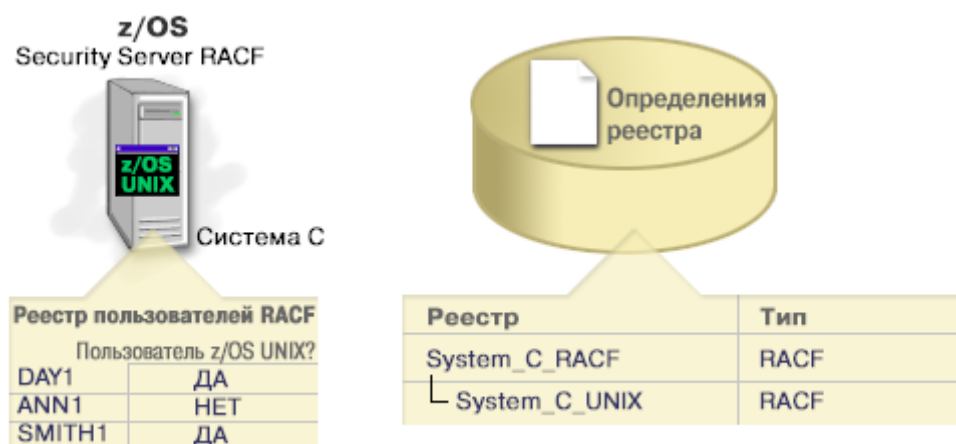 z/OS
Security Server RACF
z/OS
UNIX
Система C
Реестр пользователей RACF
Пользователь z/OS UNIX?
DAY1 ДА
ANN1 НЕТ
SMITH1 ДА
Определения
реестра
Реестр Тип
System_C_RACF RACF
System_C_UNIX RACF